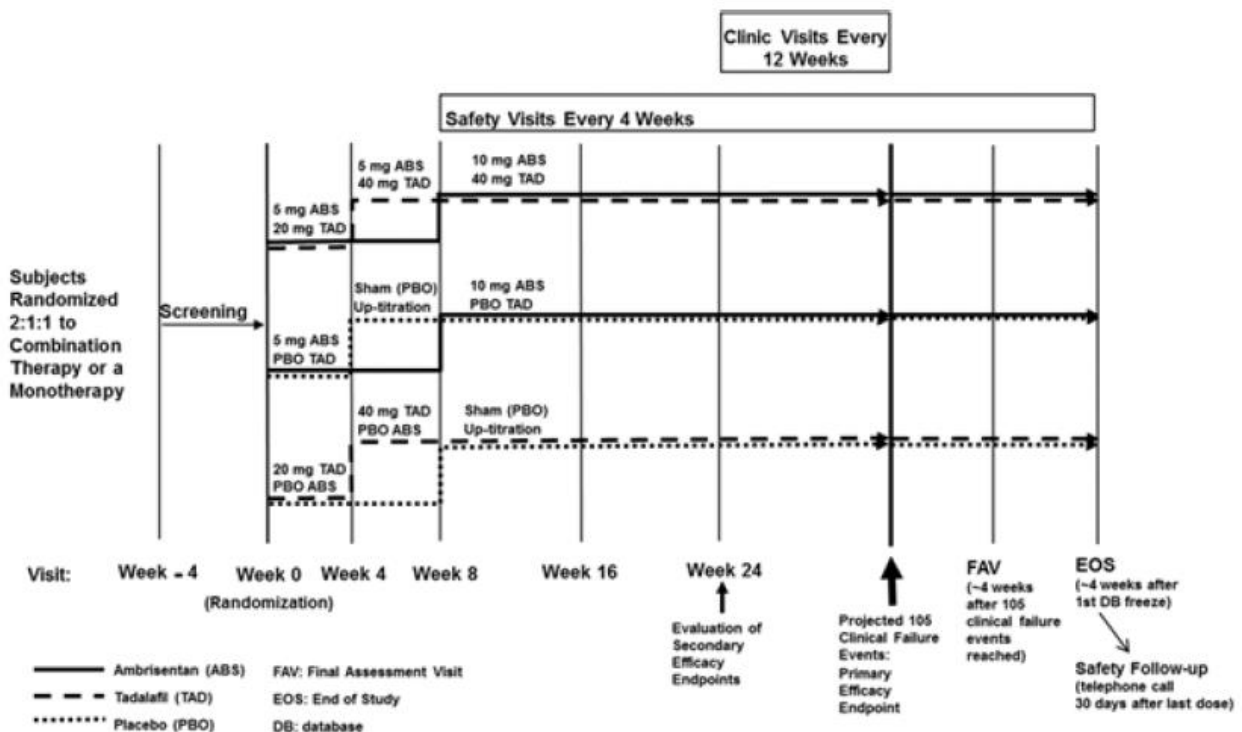 Clinic Visits Every
12 Weeks
Safety Visits Every 4 Weeks
5 mg ABS
40 mg TAD
10 mg ABS
40 mg TAD
5 mg ABS
20 mg TAD
Subjects
Randomized
2:1:1 to
Combination
Therapy or a
Monotherapy
Screening
Sham (PBO)
Up-titration
10 mg ABS
PBO TAD
5 mg ABS
PBO TAD
40 mg TAD
PBO ABS
Sham (PBO)
Up-titration
20 mg TAD
PBO ABS
Visit:
Week - 4
Week 0
(Randomization)
Week 4
Week 8
Week 16
Week 24
Evaluation of
Secondary
Efficacy
Endpoints
Projected 105
Clinical Failure
Events:
Primary
Efficacy
Endpoint
FAV
(~4 weeks
after 105
clinical failure
events
reached)
EOS
(~4 weeks after
1st DB freeze)
Safety Follow-up
(telephone call
30 days after last dose)
Ambrisentan (ABS)
Tadalafil (TAD)
Placebo (PBO)
FAV: Final Assessment Visit
EOS: End of Study
DB: database